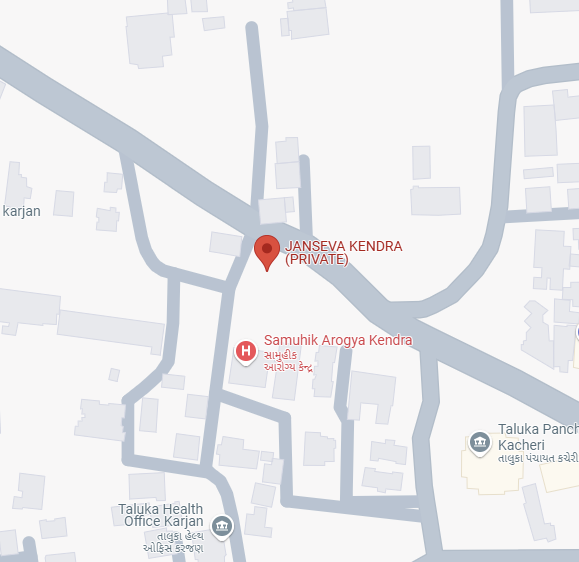 karjan
JANSEVA KENDRA
(PRIVATE)
Samuhik Arogya Kendra
સામુહીક
આરોગ્ય કેન્દ્ર
Taluka Panch
Kacheri
તાલુકા પંચાયત કચેરી
Taluka Health
Office Karjan
તાલુકા હેલ્થ
ઓફિસ કરજણ
H